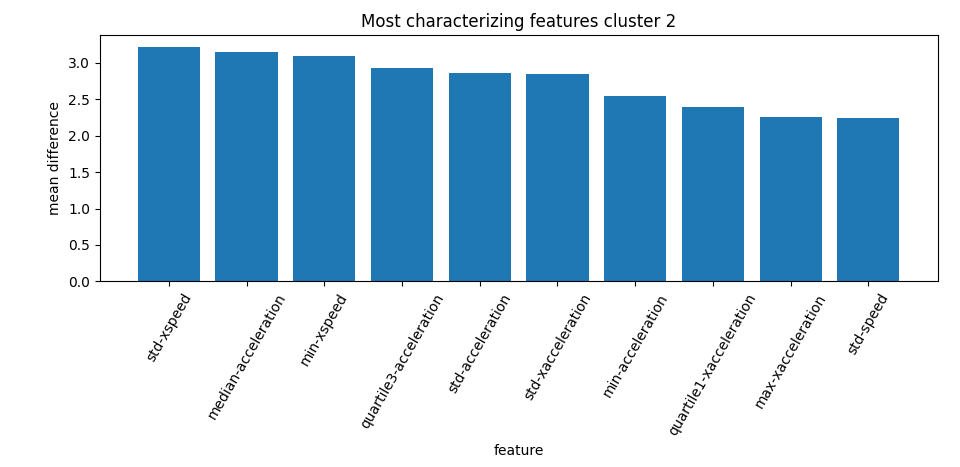 Most characterizing features cluster 2
mean difference
3.0
2.5
2.0
1.5
1.0
0.5
0.0
std-xspeed
median-acceleration
min-xspeed
quartile3-acceleration
std-acceleration
std-xacceleration
min-acceleration
quartile1-xacceleration
max-xacceleration
std-speed
feature